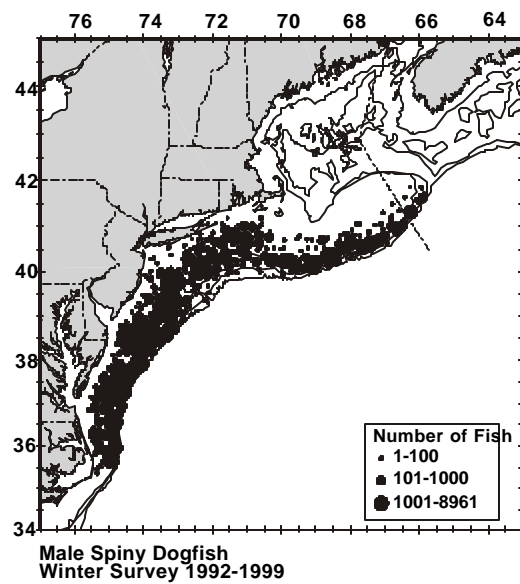 76 74 72 70 68 66 64
44
42
40
38
36
34
Number of Fish
1-100
101-1000
1001-8961
Male Spiny Dogfish
Winter Survey 1992-1999